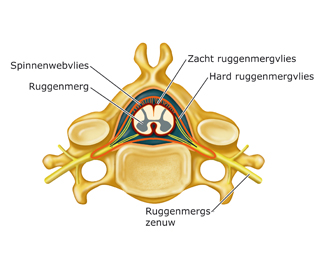 Zacht ruggenmergvlies
Spinnenwebvlies
Hard ruggenmergvlies
Ruggenmerg
Ruggenmergs
zenuw